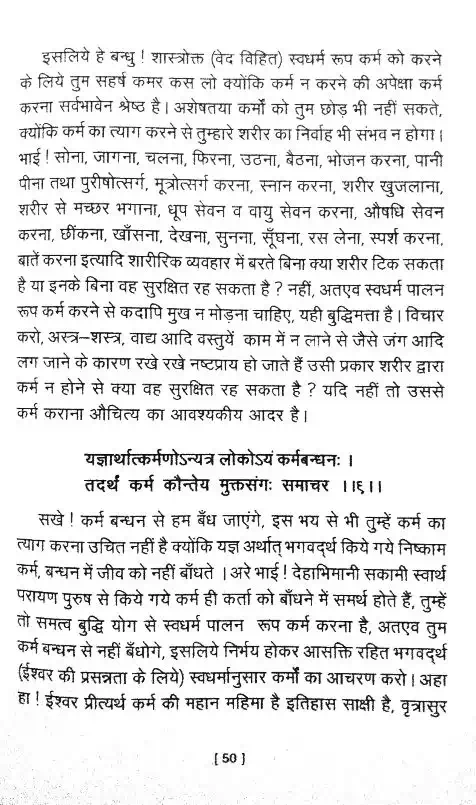 इसलिये हे बन्धु ! शास्त्रोक्त (वेद विहित) स्वधर्म रूप कर्म को करने
के लिये तुम सहर्ष कमर कस लो क्योंकि कर्म न करने की अपेक्षा कर्म
करना सर्वभावेन श्रेष्ठ है। अशेषतया कर्मों को तुम छोड़ भी नहीं सकते,
क्योंकि कर्म का त्याग करने से तुम्हारे शरीर का निर्वाह भी संभव न होगा।
भाई ! सोना, जागना, चलना, फिरना, उठना, बैठना, भोजन करना, पानी
पीना तथा पुरीषोत्सर्ग, मूत्रोत्सर्ग करना, स्नान करना, शरीर खुजलाना,
शरीर से मच्छर भगाना, धूप सेवन व वायु सेवन करना, औषधि सेवन
करना, छींकना, खाँसना, देखना, सुनना, सूँघना, रस लेना, स्पर्श करना,
बातें करना इत्यादि शारीरिक व्यवहार में बरते बिना क्या शरीर टिक सकता
है या इनके बिना वह सुरक्षित रह सकता है ? नहीं, अतएव स्वधर्म पालन
रूप कर्म करने से कदापि मुख न मोड़ना चाहिए, यही बुद्धिमत्ता है। विचार
करो, अस्त्र–शस्त्र, वाद्य आदि वस्तुयें काम में न लाने से जैसे जंग आदि
लग जाने के कारण रखे रखे नष्टप्राय हो जाते हैं उसी प्रकार शरीर द्वारा
कर्म न होने से क्या वह सुरक्षित रह सकता है ? यदि नहीं तो उससे
कर्म कराना औचित्य का आवश्यकीय आदर है।
यज्ञार्थात्कर्मणोऽन्यत्र लोकोऽयं कर्मबन्धनः ।
तदर्थं कर्म कौन्तेय मुक्तसंगः समाचर ।।९।।
सखे ! कर्म बन्धन से हम बँध जाएंगे, इस भय से भी तुम्हें कर्म का
त्याग करना उचित नहीं है क्योंकि यज्ञ अर्थात् भगवदर्थ किये गये निष्काम
कर्म, बन्धन में जीव को नहीं बाँधते । अरे भाई ! देहाभिमानी सकामी स्वार्थ
परायण पुरुष से किये गये कर्म ही कर्ता को बाँधने में समर्थ होते हैं, तुम्हें
तो समत्व बुद्धि योग से स्वधर्म पालन रूप कर्म करना है, अतएव तुम
कर्म बन्धन से नहीं बँधोगे, इसलिये निर्भय होकर आसक्ति रहित भगवदर्थ
(ईश्वर की प्रसन्नता के लिये) स्वधर्मानुसार कर्मों का आचरण करो। अहा
हा ! ईश्वर प्रीत्यर्थ कर्म की महान महिमा है इतिहास साक्षी है, वृत्रासुर
[ 50 ]